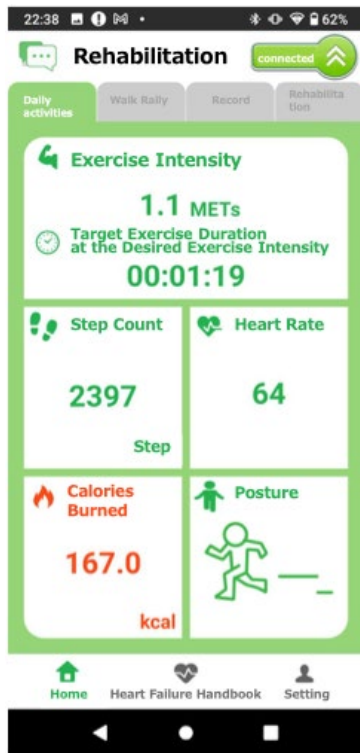 22:38
62%
Rehabilitation
connected
Daily
activities
Walk Rally
Record
Rehabilita
tion
Exercise Intensity
1.1 METs
Target Exercise Duration
at the Desired Exercise Intensity
00:01:19
Step Count
Heart Rate
2397
64
Step
Calories
Burned
Posture
167.0
kcal
Home
Heart Failure Handbook
Setting